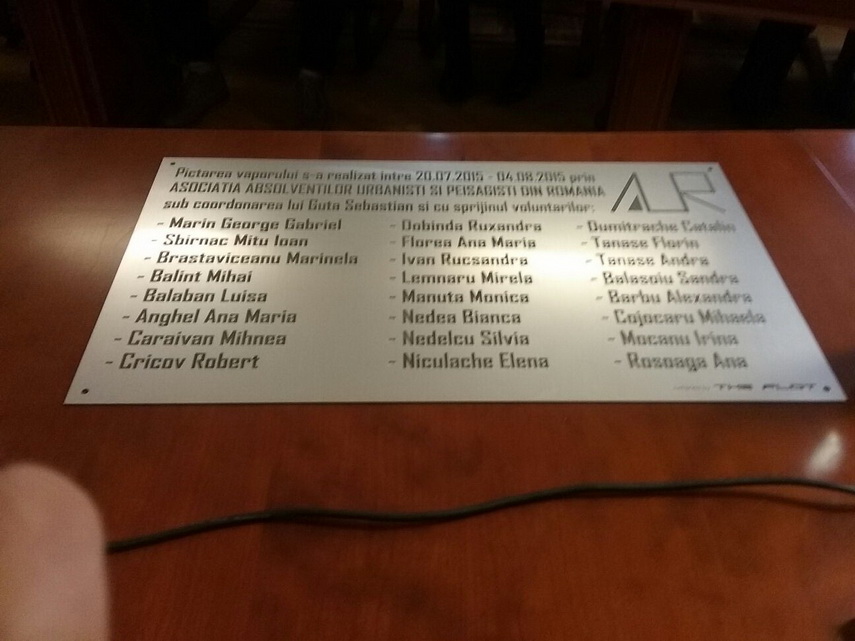 Pictarea vaporului s-a realizat intre 20.07.2015 - 04.08.2015 prin
ASOCIATIA ABSOLVENTILOR URBANISTI SI PEISAGISTI DIN ROMANIA
sub coordonarea lui Guta Sebastian si cu sprijinul voluntarilor:
ALR
- Marin George Gabriel
- Sbirnac Mitu Ioan
- Brastaviceanu Marinela
- Balint Mihai
- Balaban Luisa
- Anghel Ana Maria
- Caraivan Mihnea
- Cricov Robert
- Dobinda Ruxandra
- Florea Ana Maria
- Ivan Rucsandra
- Lemnaru Mirela
- Manuta Monica
- Nedea Bianca
- Nedelcu Silvia
- Niculache Elena
- Dumitrache Catalin
- Tanase Florin
- Tanase Andra
- Balasoiu Sandra
- Barbu Alexandra
- Cojocaru Mihaela
- Mocanu Irina
- Rosoaga Ana
THE PLOT